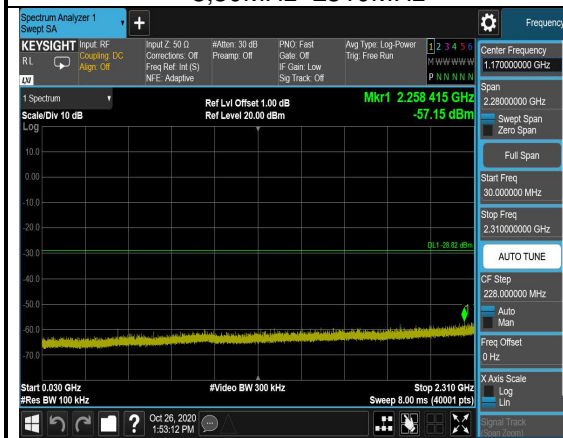 Spectrum Analyzer 1
Swept SA
+
Frequency
KEYSIGHT
RL
LXI
Input: RF
Coupling: DC
Align: Off
Input Z: 50 Ω
Corrections: Off
Freq Ref: Int (S)
NFE: Adaptive
#Atten: 30 dB
Preamp: Off
PNO: Fast
Gate: Off
IF Gain: Low
Sig Track: Off
Avg Type: Log-Power
Trig: Free Run
1 2 3 4 5 6
M W W W W W
P N N N N N
1 Spectrum
Scale/Div 10 dB
Log
Ref Lvl Offset 1.00 dB
Ref Level 20.00 dBm
Mkr1 2.258 415 GHz
-57.15 dBm
10.0
0.00
-10.0
-20.0
-30.0
-40.0
-50.0
-60.0
-70.0
DL1 -28.82 dBm
1
Start 0.030 GHz
#Res BW 100 kHz
#Video BW 300 kHz
Stop 2.310 GHz
Sweep 8.00 ms (40001 pts)
Center Frequency
1.170000000 GHz
Span
2.28000000 GHz
Swept Span
Zero Span
Full Span
Start Freq
30.000000 MHz
Stop Freq
2.310000000 GHz
AUTO TUNE
CF Step
228.000000 MHz
Auto
Man
Freq Offset
0 Hz
X Axis Scale
Log
Lin
Signal Track
(Span Zoom)
?
Oct 26, 2020
1:53:12 PM